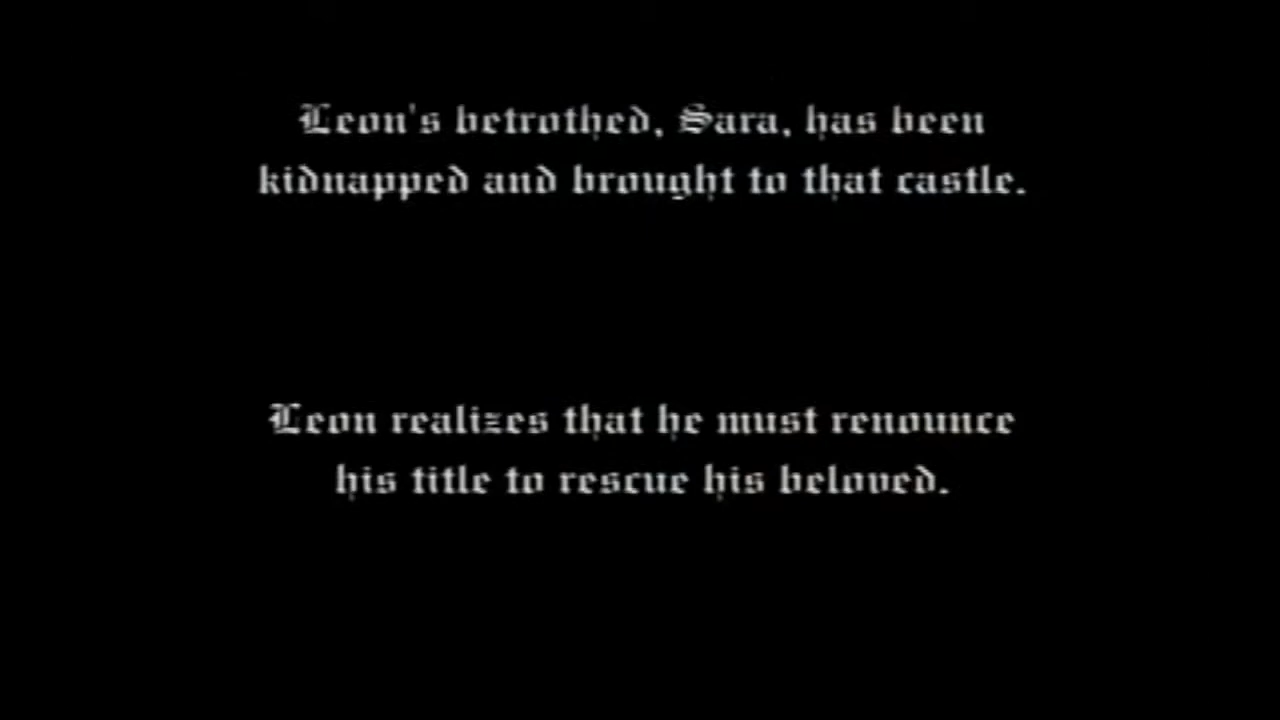 Leon's betrothed, Sara, has been
kidnapped and brought to that castle.
Leon realizes that he must renounce
his title to rescue his beloved.